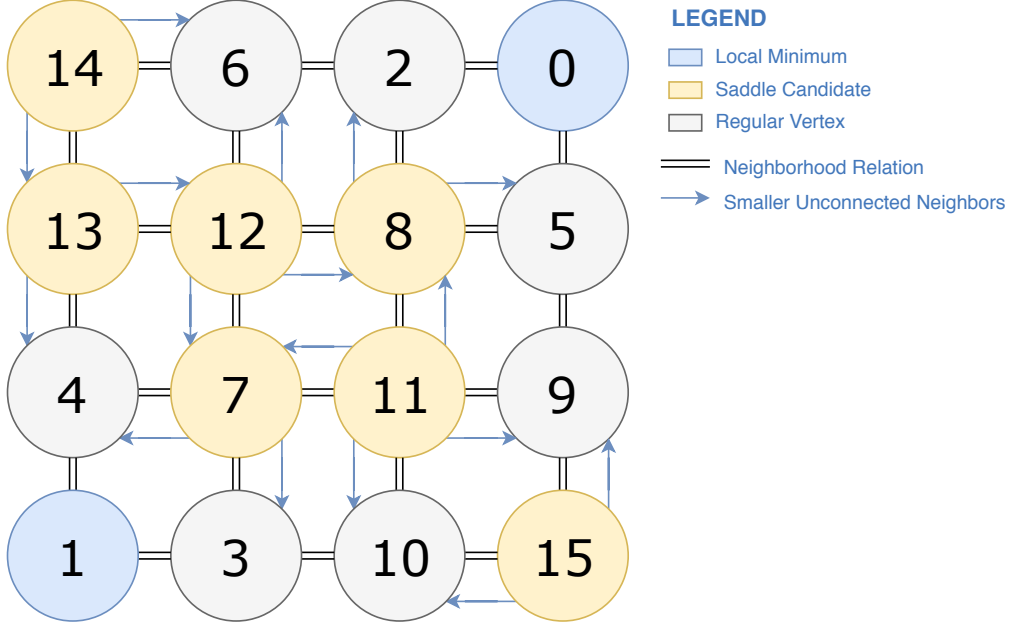 14 6 2 0
13 12 8 5
4 7 11 9
1 3 10 15
LEGEND
Local Minimum
Saddle Candidate
Regular Vertex
Neighborhood Relation
Smaller Unconnected Neighbors